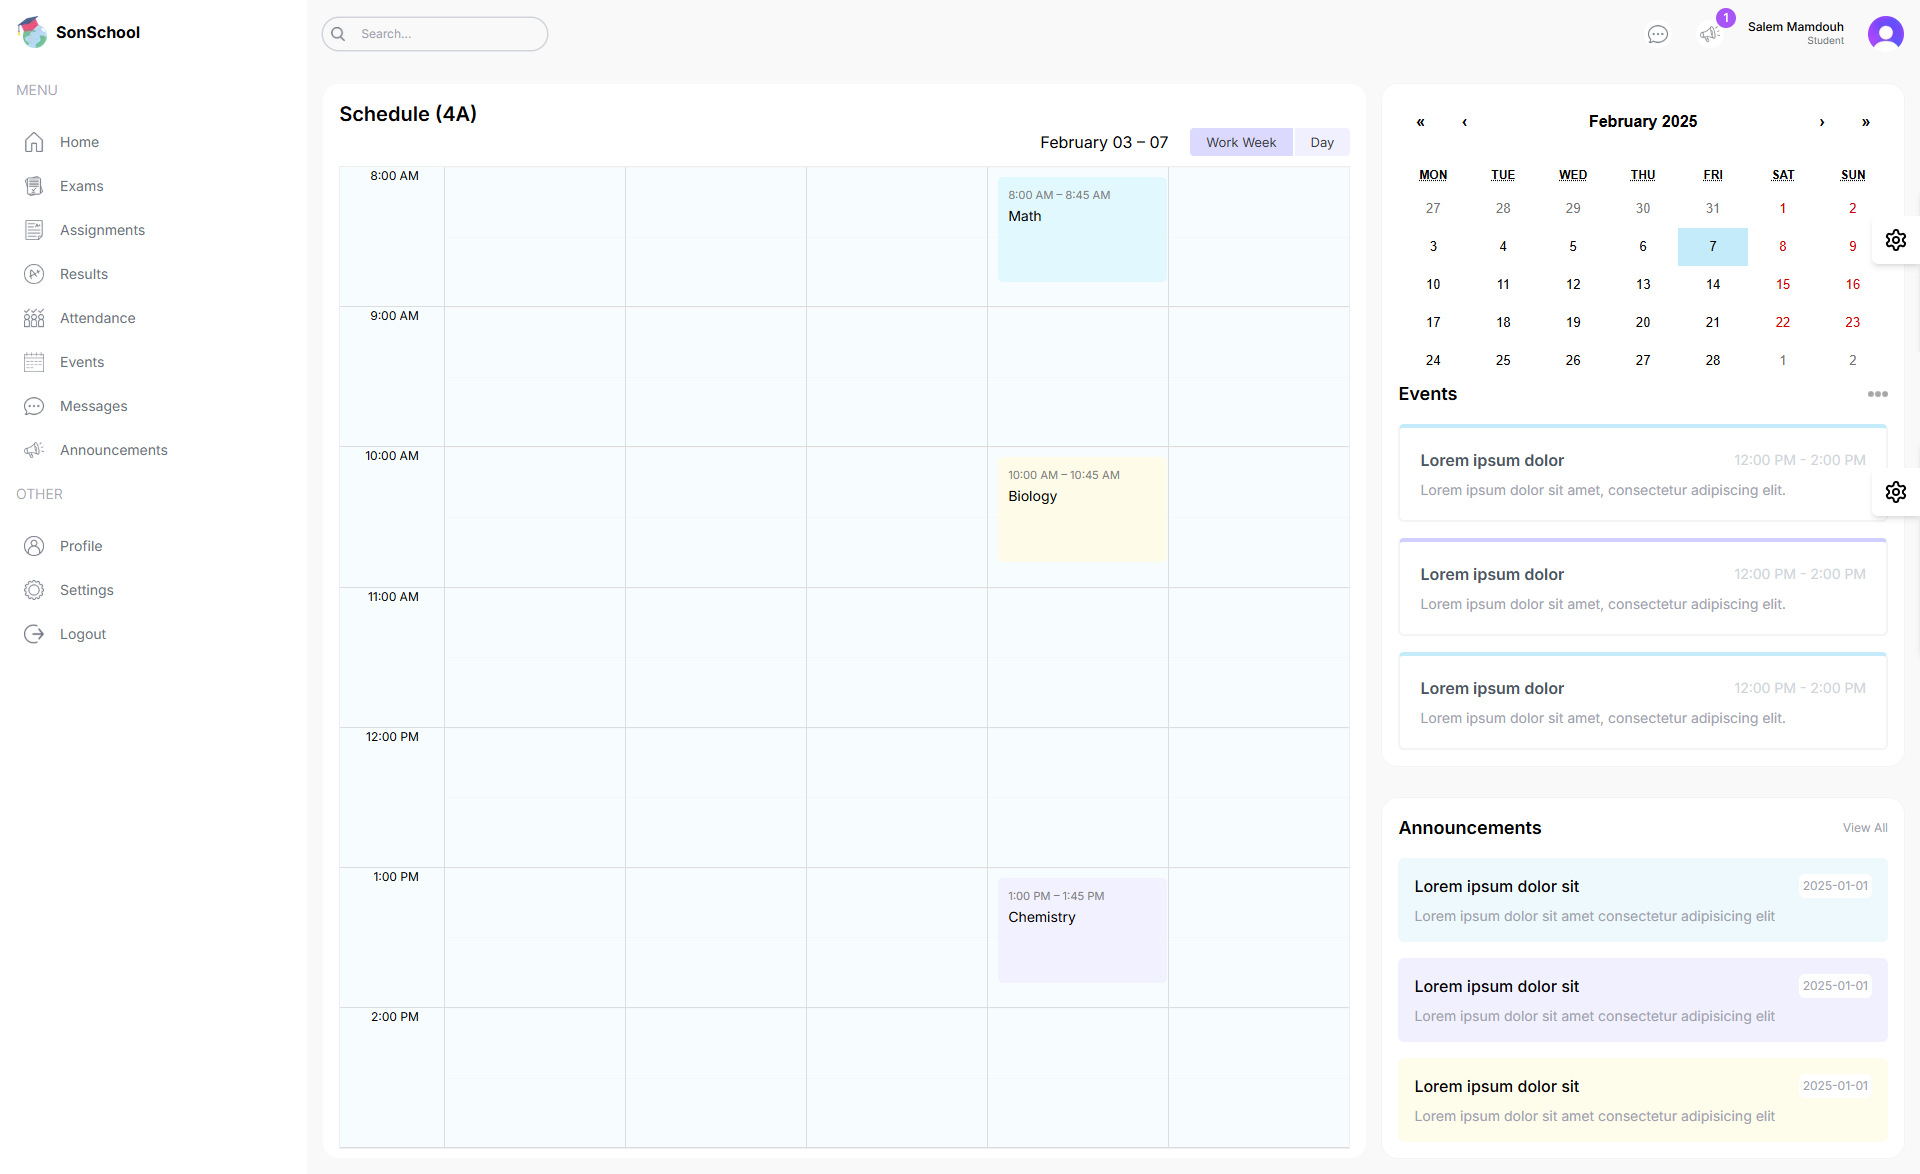 SonSchool
MENU
Home
Exams
Assignments
Results
Attendance
Events
Messages
Announcements
OTHER
Profile
Settings
Logout
Search...
1
Salem Mamdouh
Student
Schedule (4A)
February 03 – 07
Work Week
Day
8:00 AM
9:00 AM
10:00 AM
11:00 AM
12:00 PM
1:00 PM
2:00 PM
8:00 AM – 8:45 AM
Math
10:00 AM – 10:45 AM
Biology
1:00 PM – 1:45 PM
Chemistry
« ‹ February 2025 › »
MON TUE WED THU FRI SAT SUN
27 28 29 30 31 1 2
3 4 5 6 7 8 9
10 11 12 13 14 15 16
17 18 19 20 21 22 23
24 25 26 27 28 1 2
Events
Lorem ipsum dolor 12:00 PM - 2:00 PM
Lorem ipsum dolor sit amet, consectetur adipiscing elit.
Lorem ipsum dolor 12:00 PM - 2:00 PM
Lorem ipsum dolor sit amet, consectetur adipiscing elit.
Lorem ipsum dolor 12:00 PM - 2:00 PM
Lorem ipsum dolor sit amet, consectetur adipiscing elit.
Announcements View All
Lorem ipsum dolor sit 2025-01-01
Lorem ipsum dolor sit amet consectetur adipisicing elit
Lorem ipsum dolor sit 2025-01-01
Lorem ipsum dolor sit amet consectetur adipisicing elit
Lorem ipsum dolor sit 2025-01-01
Lorem ipsum dolor sit amet consectetur adipisicing elit